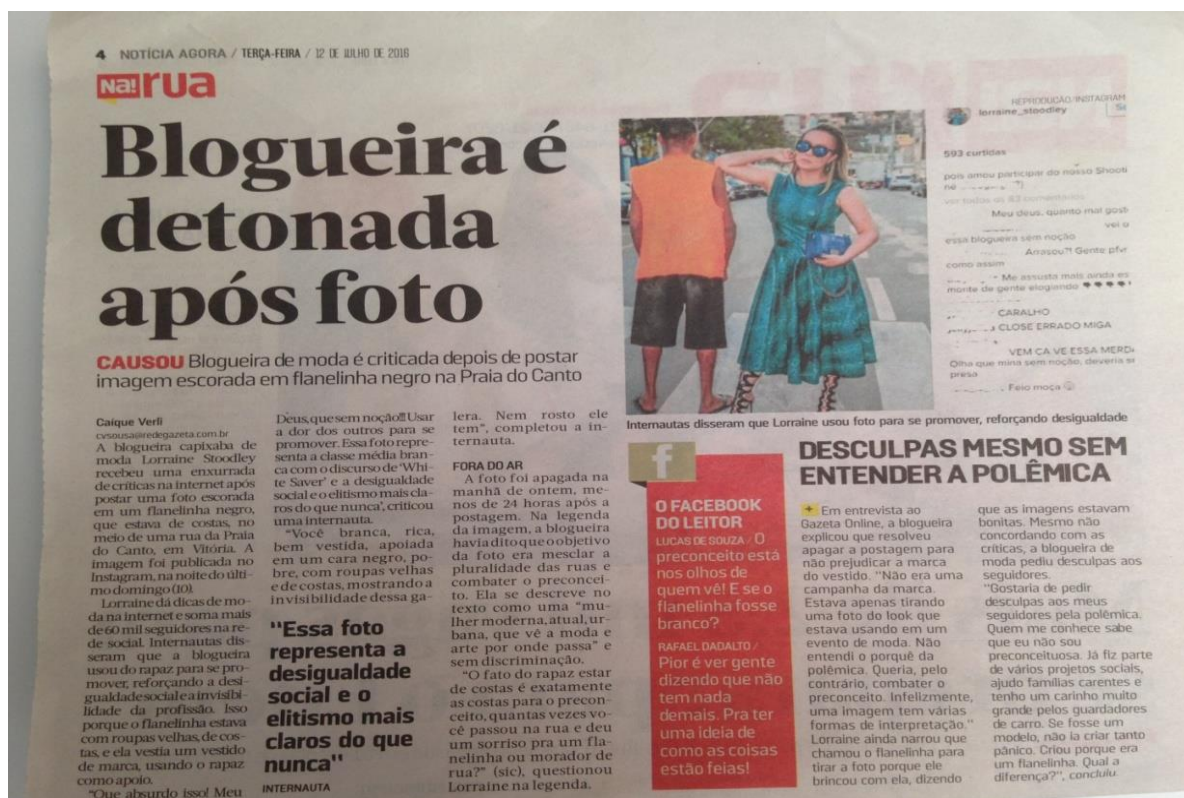 4 NOTÍCIA AGORA / TERÇA-FEIRA / 12 DE JULHO DE 2016
Na! rua
Blogueira é
detonada
após foto
CAUSOU Blogueira de moda é criticada depois de postar
imagem escorada em flanelinha negro na Praia do Canto
Caíque Verli
cvsousa@redegazeta.com.br
A blogueira capixaba de
moda Lorraine Stoodley
recebeu uma enxurrada
de críticas na internet após
postar uma foto escorada
em um flanelinha negro,
que estava de costas, no
meio de uma rua da Praia
do Canto, em Vitória. A
imagem foi publicada no
Instagram, na noite do últi-
mo domingo (10).
Lorraine dá dicas de mo-
da na internet e soma mais
de 60 mil seguidores na re-
de social. Internautas dis-
seram que a blogueira
usou do rapaz para se pro-
mover, reforçando a desi-
gualdade social e a invisibi-
lidade da profissão. Isso
porque o flanelinha estava
com roupas velhas, de cos-
tas, e ela vestia um vestido
de marca, usando o rapaz
como apoio.
"Que absurdo isso! Meu
Deus, que sem noção!! Usar
a dor dos outros para se
promover. Essa foto repre-
senta a classe média bran-
ca com o discurso de 'Whi-
te Saver' e a desigualdade
social e o elitismo mais cla-
ros do que nunca', criticou
uma internauta.
"Você branca, rica,
bem vestida, apoiada
em um cara negro, po-
bre, com roupas velhas
e de costas, mostrando a
invisibilidade dessa ga-
"Essa foto
representa a
desigualdade
social e o
elitismo mais
claros do que
nunca"
INTERNAUTA
lera. Nem rosto ele
tem", completou a in-
ternauta.
FORA DO AR
A foto foi apagada na
manhã de ontem, me-
nos de 24 horas após a
postagem. Na legenda
da imagem, a blogueira
havia dito que o objetivo
da foto era mesclar a
pluralidade das ruas e
combater o preconcei-
to. Ela se descreve no
texto como uma "mu-
lher moderna, atual, ur-
bana, que vê a moda e
arte por onde passa" e
sem discriminação.
"O fato do rapaz estar
de costas é exatamente
as costas para o precon-
ceito, quantas vezes vo-
cê passou na rua e deu
um sorriso pra um fla-
nelinha ou morador de
rua?" (sic), questionou
Lorraine na legenda.
REPRODUÇÃO/INSTAGRAM
lorraine_stoodley
593 curtidas
pois amou participar do nosso Shooti
né
ver todos os 93 comentários
Meu deus, quanto mal gost
vei o
essa blogueira sem noção
Arrasou?! Gente pfvr
como assim
Me assusta mais ainda es
monte de gente elogiando
CARALHO
CLOSE ERRADO MIGA
VEM CA VE ESSA MERD
Olha que mina sem noção, deveria se
presa
Feio moça
Internautas disseram que Lorraine usou foto para se promover, reforçando desigualdade
f
O FACEBOOK
DO LEITOR
LUCAS DE SOUZA / O
preconceito está
nos olhos de
quem vê! E se o
flanelinha fosse
branco?
RAFAEL DADALTO /
Pior é ver gente
dizendo que não
tem nada
demais. Pra ter
uma ideia de
como as coisas
estão feias!
DESCULPAS MESMO SEM
ENTENDER A POLÊMICA
+ Em entrevista ao
Gazeta Online, a blogueira
explicou que resolveu
apagar a postagem para
não prejudicar a marca
do vestido. "Não era uma
campanha da marca.
Estava apenas tirando
uma foto do look que
estava usando em um
evento de moda. Não
entendi o porquê da
polêmica. Queria, pelo
contrário, combater o
preconceito. Infelizmente,
uma imagem tem várias
formas de interpretação."
Lorraine ainda narrou que
chamou o flanelinha para
tirar a foto porque ele
brincou com ela, dizendo
que as imagens estavam
bonitas. Mesmo não
concordando com as
críticas, a blogueira de
moda pediu desculpas aos
seguidores.
"Gostaria de pedir
desculpas aos meus
seguidores pela polêmica.
Quem me conhece sabe
que eu não sou
preconceituosa. Já fiz parte
de vários projetos sociais,
ajudo famílias carentes e
tenho um carinho muito
grande pelos guardadores
de carro. Se fosse um
modelo, não ia criar tanto
pânico. Criou porque era
um flanelinha. Qual a
diferença?", concluiu.